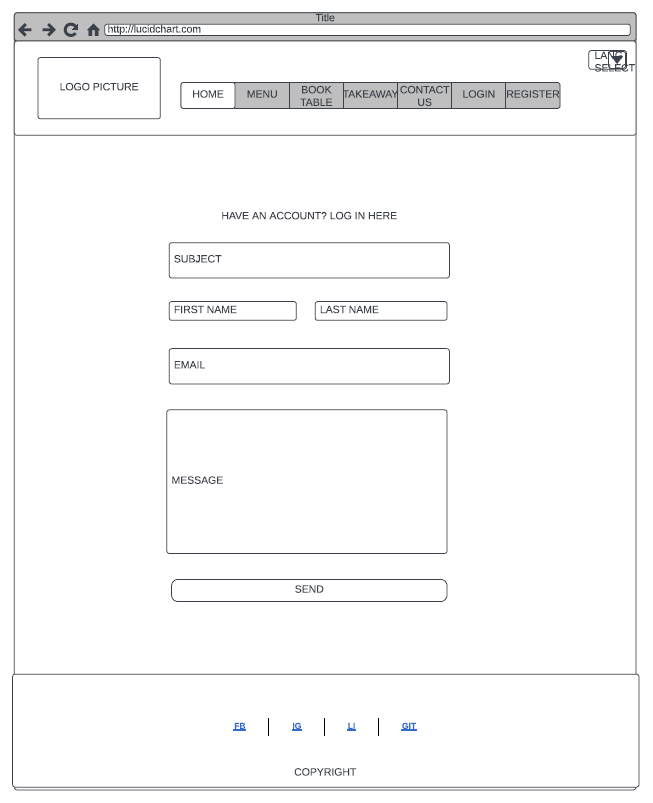 Title
http://lucidchart.com
LANG
SELECT
LOGO PICTURE
HOME
MENU
BOOK
TABLE
TAKEAWAY
CONTACT
US
LOGIN
REGISTER
HAVE AN ACCOUNT? LOG IN HERE
SUBJECT
FIRST NAME
LAST NAME
EMAIL
MESSAGE
SEND
FB
IG
LI
GIT
COPYRIGHT